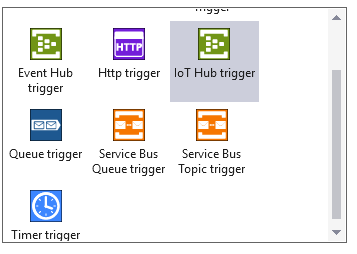 trigger
Event Hub
trigger
HTTP
Http trigger
IoT Hub trigger
Queue trigger
Service Bus
Queue trigger
Service Bus
Topic trigger
Timer trigger